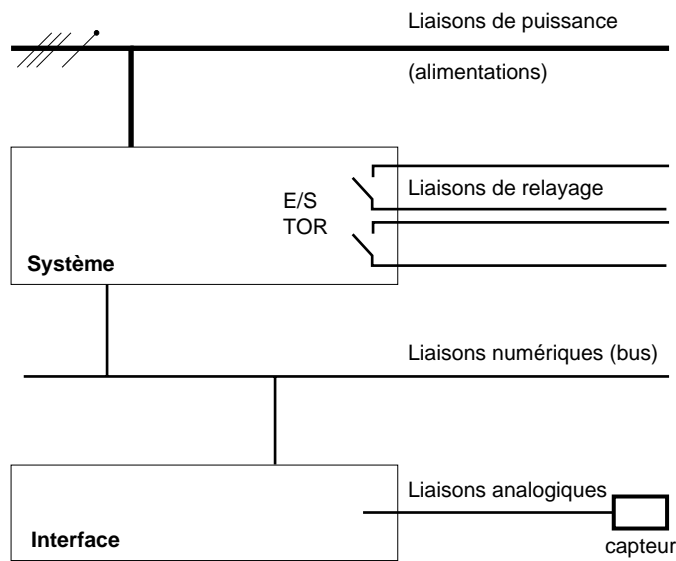 Liaisons de puissance
(alimentations)
E/S
TOR
Liaisons de relayage
Système
Liaisons numériques (bus)
Liaisons analogiques
Interface
capteur